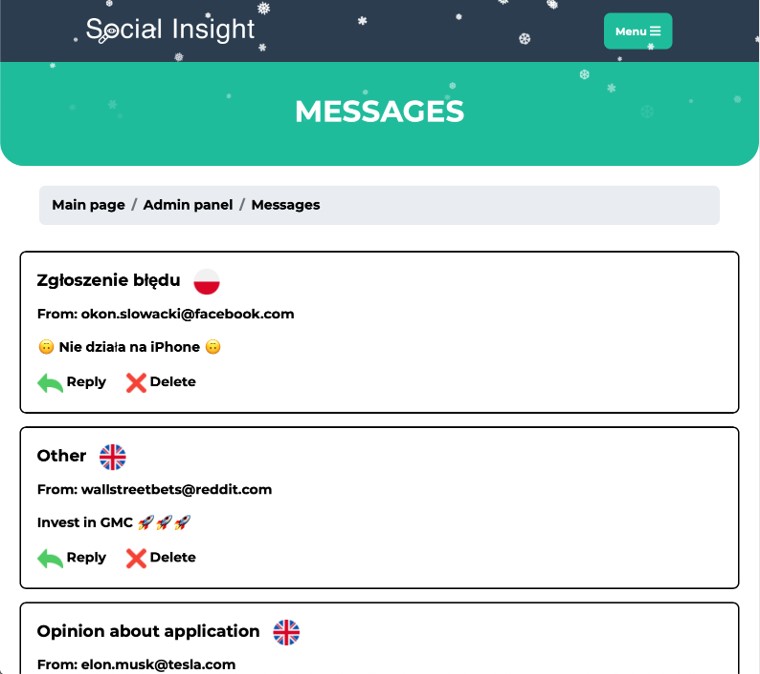 Social Insight
Menu
MESSAGES
Main page / Admin panel / Messages
Zgłoszenie błędu
From: okon.slowacki@facebook.com
🙃 Nie działa na iPhone 🙃
Reply Delete
Other
From: wallstreetbets@reddit.com
Invest in GMC 🚀🚀🚀
Reply Delete
Opinion about application
From: elon.musk@tesla.com